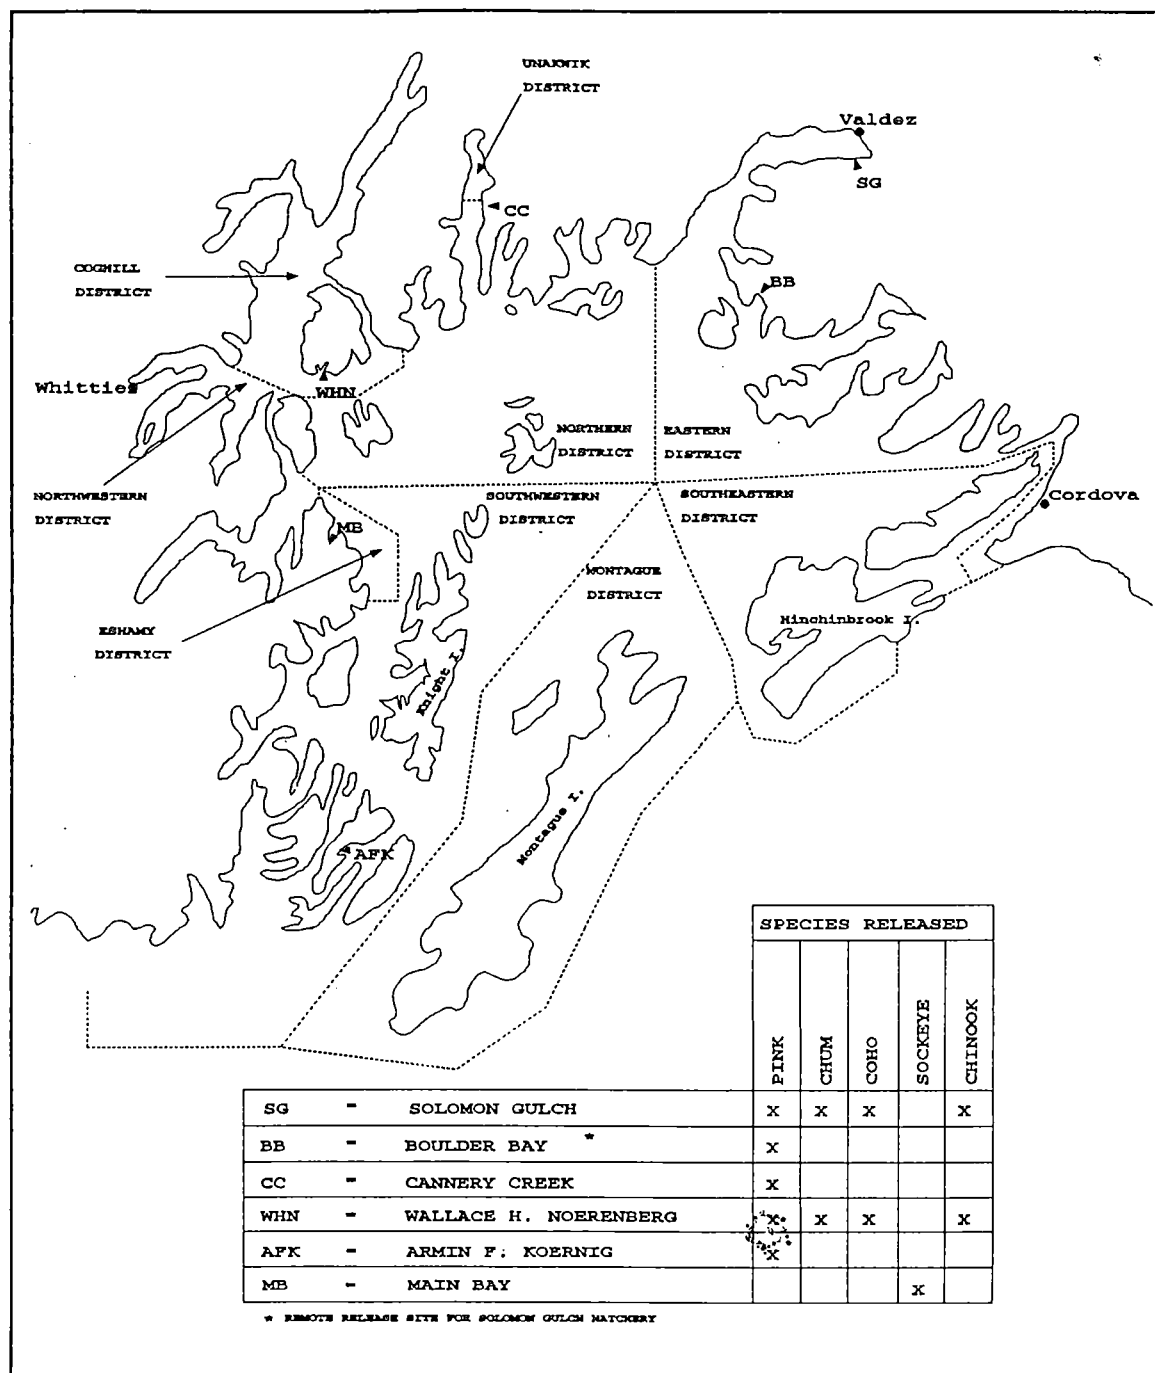 UNAKWIK
DISTRICT
Valdez
SG
CC
COGHILL
DISTRICT
BB
Whittier
WHN
NORTHERN
DISTRICT
EASTERN
DISTRICT
NORTHWESTERN
DISTRICT
SOUTHWESTERN
DISTRICT
SOUTHEASTERN
DISTRICT
Cordova
MB
MONTAGUE
DISTRICT
ESHAMY
DISTRICT
Hinchinbrook I.
Knight I.
Montague I.
AFK
SPECIES RELEASED
PINK CHUM COHO SOCKEYE CHINOOK
SG - SOLOMON GULCH X X X X
BB - BOULDER BAY * X
CC - CANNERY CREEK X
WHN - WALLACE H. NOERENBERG X X X X
AFK - ARMIN F. KOERNIG X
MB - MAIN BAY X
* REMOTE RELEASE SITE FOR SOLOMON GULCH HATCHERY